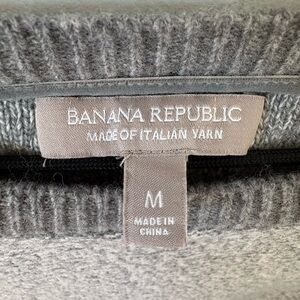 BANANA REPUBLIC
MADE OF ITALIAN YARN
M
MADE IN
CHINA